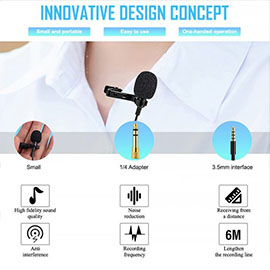 INNOVATIVE DESIGN CONCEPT
Small and portable
Easy to use
One-handed operation
Small
1/4 Adapter
3.5mm interface
High fidelity sound
quality
Noise
reduction
Receiving from
a distance
Anti
interference
Recording
frequency
6M
Lengthen
the recording line